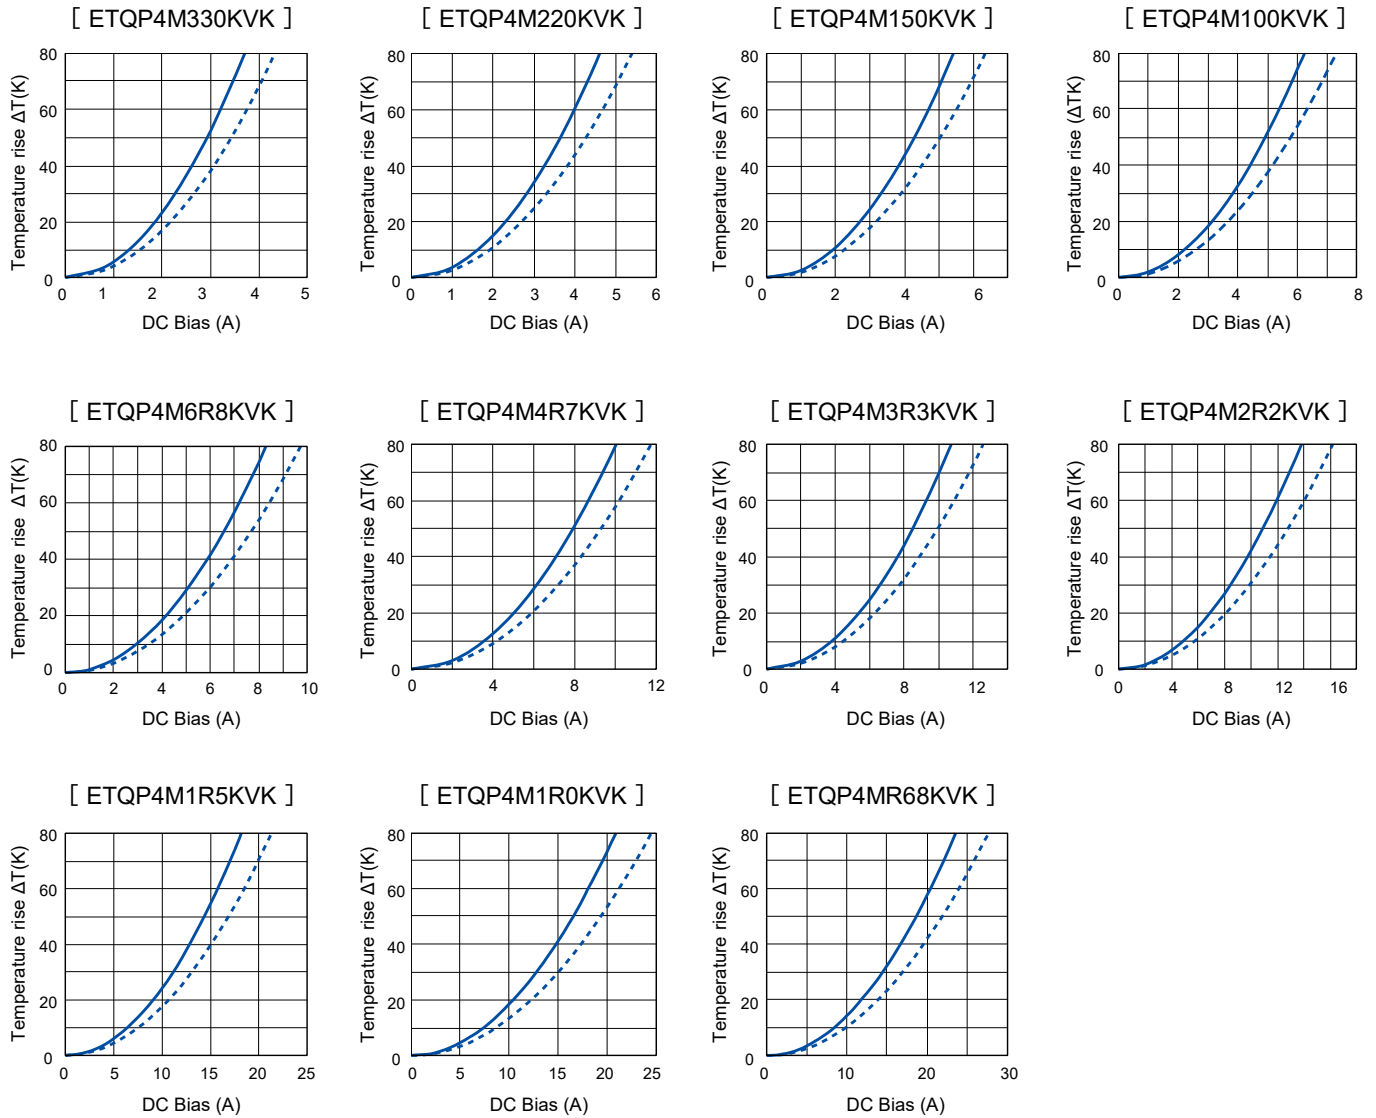 [ ETQP4M330KVK ]
80
60
40
20
0
Temperature rise ΔT(K)
0 1 2 3 4 5
DC Bias (A)
[ ETQP4M220KVK ]
80
60
40
20
0
Temperature rise ΔT(K)
0 1 2 3 4 5 6
DC Bias (A)
[ ETQP4M150KVK ]
80
60
40
20
0
Temperature rise ΔT(K)
0 2 4 6
DC Bias (A)
[ ETQP4M100KVK ]
80
60
40
20
0
Temperature rise (ΔTK)
0 2 4 6 8
DC Bias (A)
[ ETQP4M6R8KVK ]
80
60
40
20
0
Temperature rise ΔT(K)
0 2 4 6 8 10
DC Bias (A)
[ ETQP4M4R7KVK ]
80
60
40
20
0
Temperature rise ΔT(K)
0 4 8 12
DC Bias (A)
[ ETQP4M3R3KVK ]
80
60
40
20
0
Temperature rise ΔT(K)
0 4 8 12
DC Bias (A)
[ ETQP4M2R2KVK ]
80
60
40
20
0
Temperature rise ΔT(K)
0 4 8 12 16
DC Bias (A)
[ ETQP4M1R5KVK ]
80
60
40
20
0
Temperature rise ΔT(K)
0 5 10 15 20 25
DC Bias (A)
[ ETQP4M1R0KVK ]
80
60
40
20
0
Temperature rise ΔT(K)
0 5 10 15 20 25
DC Bias (A)
[ ETQP4MR68KVK ]
80
60
40
20
0
Temperature rise ΔT(K)
0 10 20 30
DC Bias (A)